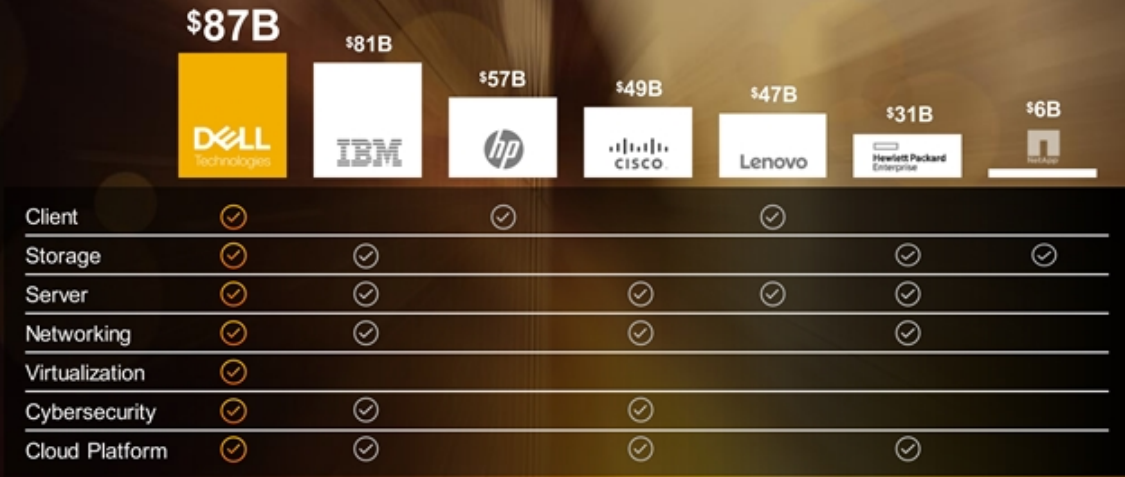 $87B
$81B
$57B
$49B
$47B
$31B
$6B
DELL
Technologies
IBM
hp
CISCO
Lenovo
Hewlett Packard
Enterprise
NetApp
Client
Storage
Server
Networking
Virtualization
Cybersecurity
Cloud Platform